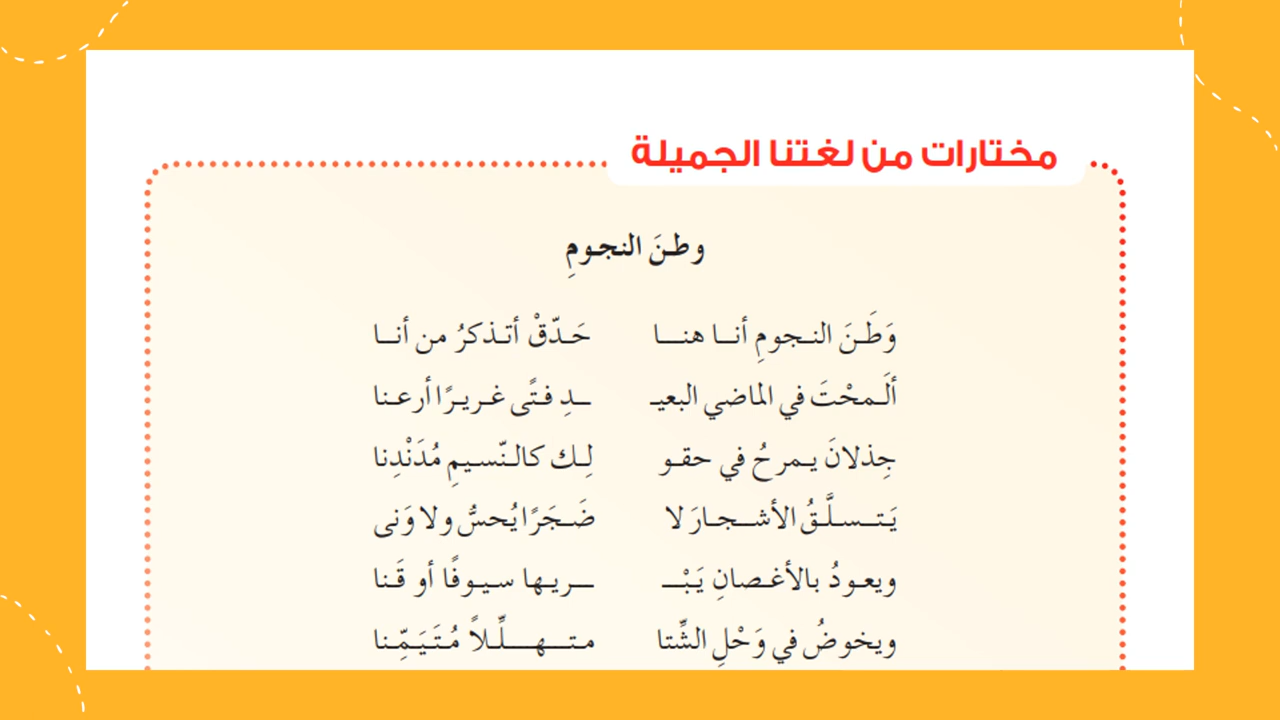 مختارات من لغتنا الجميلة
وطنَ النجومِ
وَطَنَ النجومِ أنا هنا حَدّقْ أتذكرُ من أنا
ألَمحْتَ في الماضي البعيـ ـدِ فتًى غريرًا أرعنا
جِذلانَ يمرحُ في حقو لِك كالنّسيمِ مُدَنْدِنا
يَتسلَّقُ الأشجارَ لا ضَجَرًا يُحسُّ ولا وَنى
ويعودُ بالأغصانِ يَبْـ ـريها سيوفًا أو قَنا
ويخوضُ في وَحْلِ الشِّتا متهلِّلاً مُتَيَمِّنا